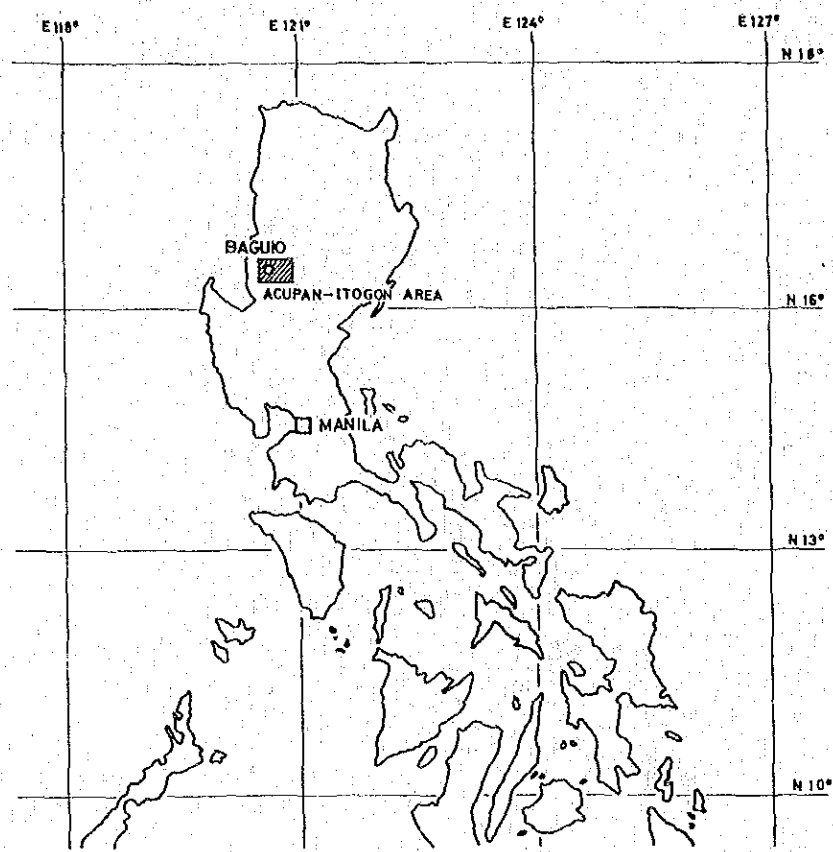 E 118°
E 121°
E 124°
E 127°
N 18°
BAGUIO
ACUPAN-ITOGON AREA
N 16°
MANILA
N 13°
N 10°